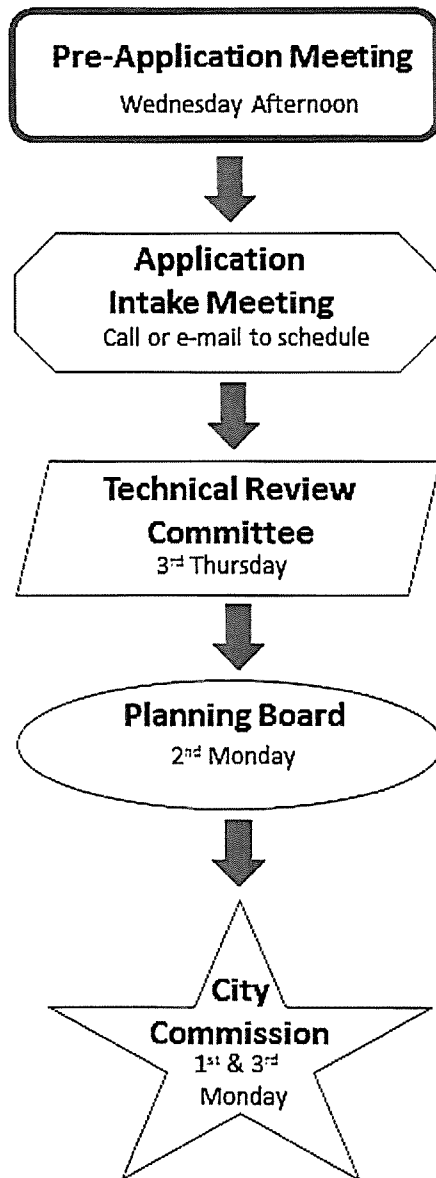 Pre-Application Meeting
Wednesday Afternoon
Application
Intake Meeting
Call or e-mail to schedule
Technical Review
Committee
3rd Thursday
Planning Board
2nd Monday
City
Commission
1st & 3rd
Monday